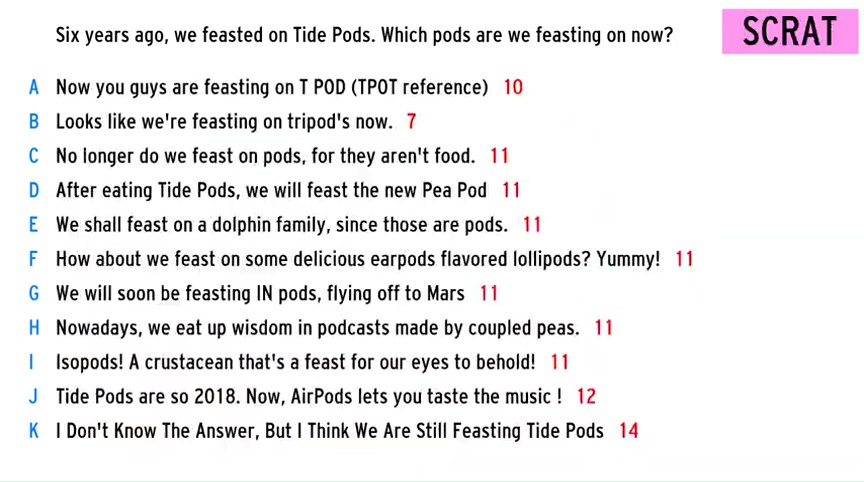 Six years ago, we feasted on Tide Pods. Which pods are we feasting on now?
SCRAT
A Now you guys are feasting on T POD (TPOT reference) 10
B Looks like we're feasting on tripod's now. 7
C No longer do we feast on pods, for they aren't food. 11
D After eating Tide Pods, we will feast the new Pea Pod 11
E We shall feast on a dolphin family, since those are pods. 11
F How about we feast on some delicious earpods flavored lollipods? Yummy! 11
G We will soon be feasting IN pods, flying off to Mars 11
H Nowadays, we eat up wisdom in podcasts made by coupled peas. 11
I Isopods! A crustacean that's a feast for our eyes to behold! 11
J Tide Pods are so 2018. Now, AirPods lets you taste the music ! 12
K I Don't Know The Answer, But I Think We Are Still Feasting Tide Pods 14